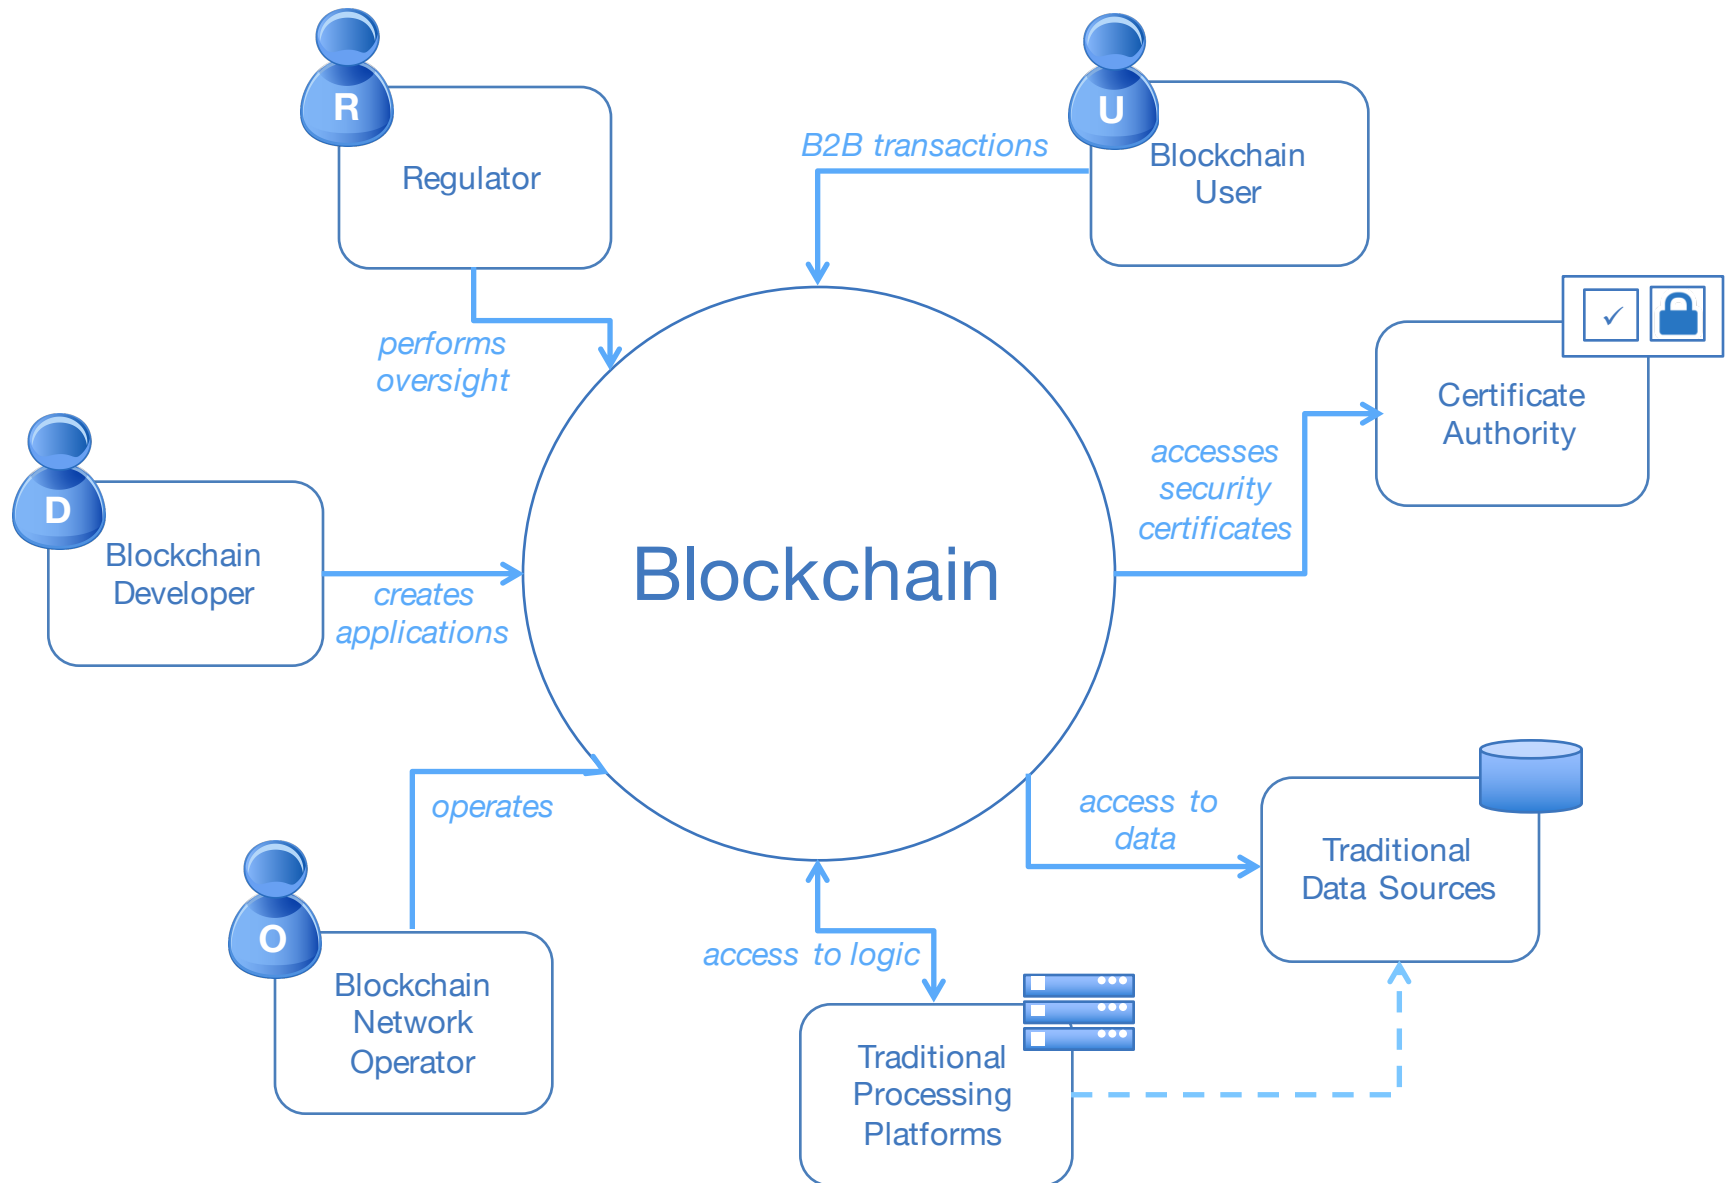 R
Regulator
U
Blockchain
User
B2B transactions
performs
oversight
Certificate
Authority
accesses
security
certificates
D
Blockchain
Developer
creates
applications
Blockchain
operates
access to
data
Traditional
Data Sources
O
Blockchain
Network
Operator
access to logic
Traditional
Processing
Platforms